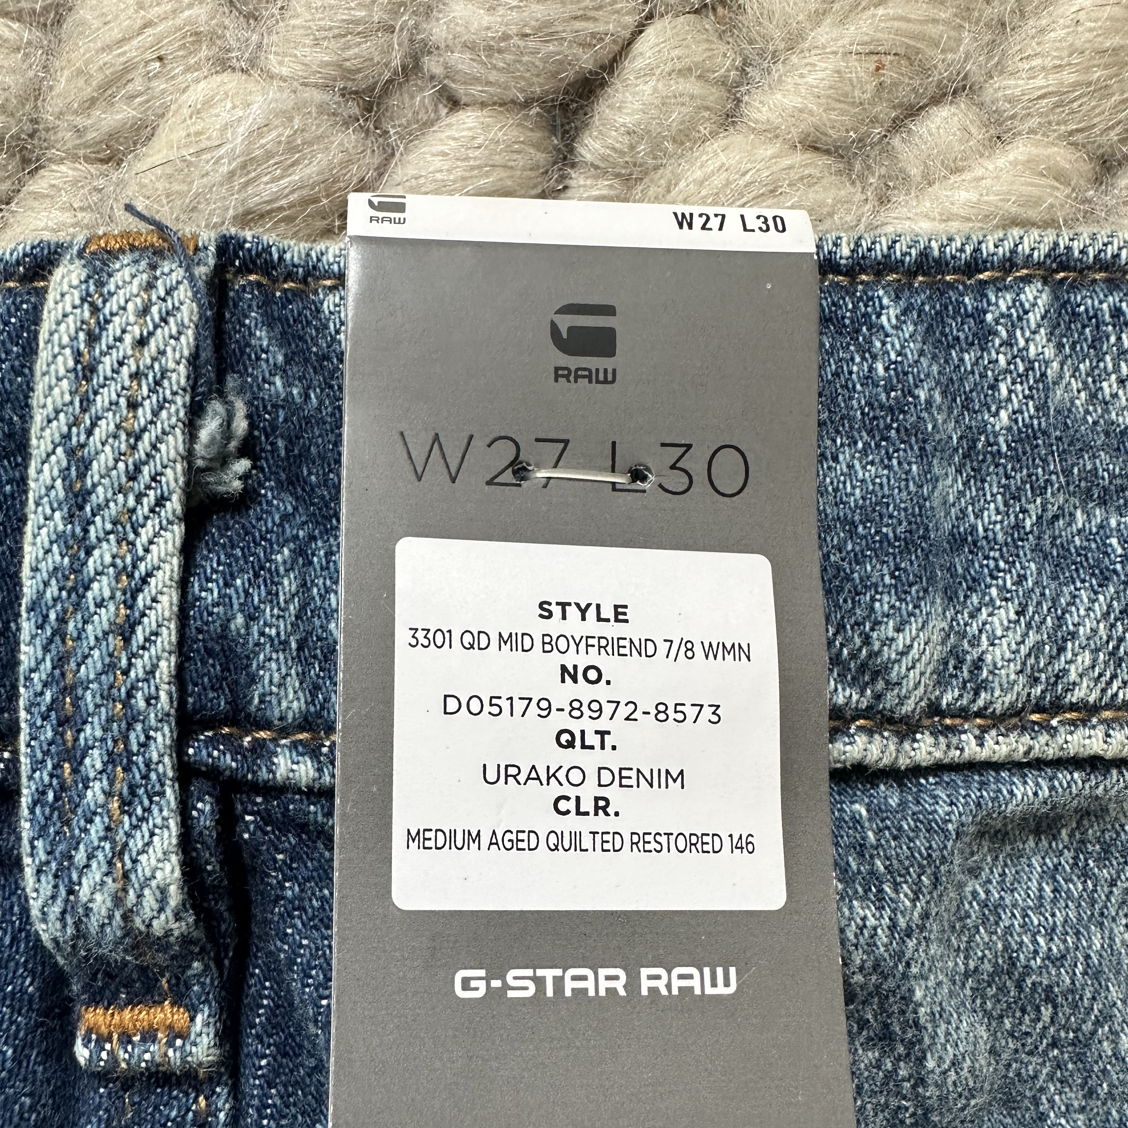 RAW W27 L30
RAW
W27 L30
STYLE
3301 QD MID BOYFRIEND 7/8 WMN
NO.
D05179-8972-8573
QLT.
URAKO DENIM
CLR.
MEDIUM AGED QUILTED RESTORED 146
G-STAR RAW